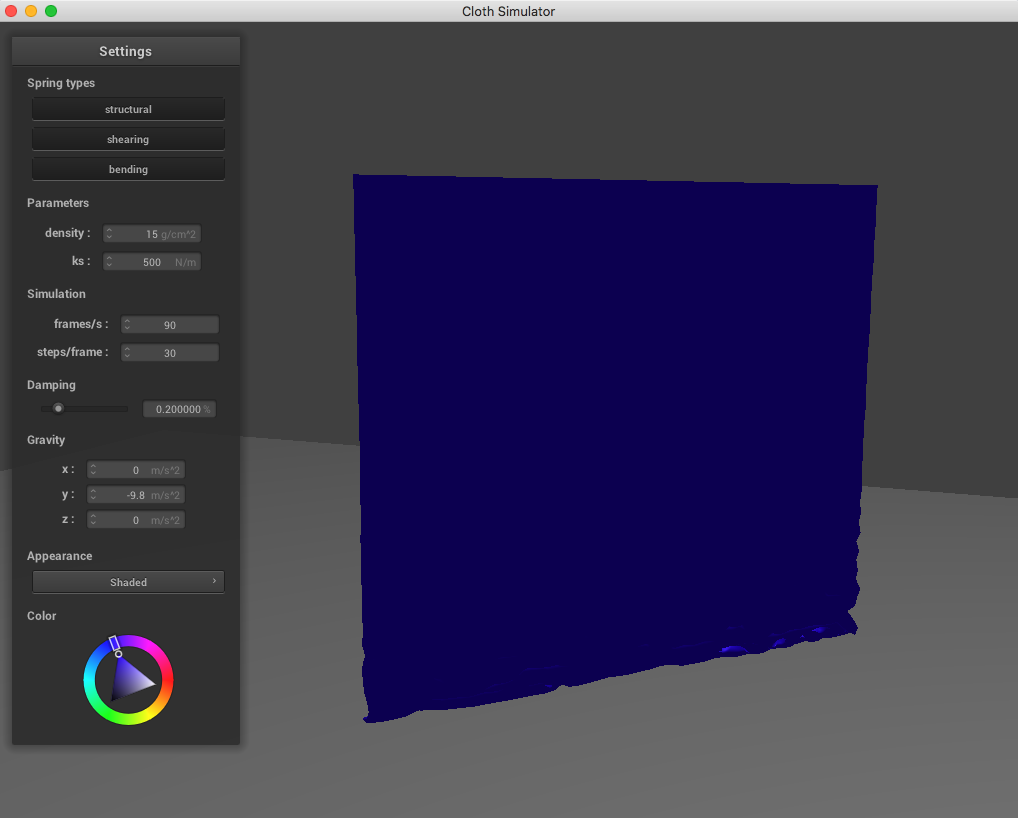 Cloth Simulator
Settings
Spring types
structural
shearing
bending
Parameters
density : 15 g/cm^2
ks : 500 N/m
Simulation
frames/s : 90
steps/frame : 30
Damping
0.200000 %
Gravity
x : 0 m/s^2
y : -9.8 m/s^2
z : 0 m/s^2
Appearance
Shaded
Color